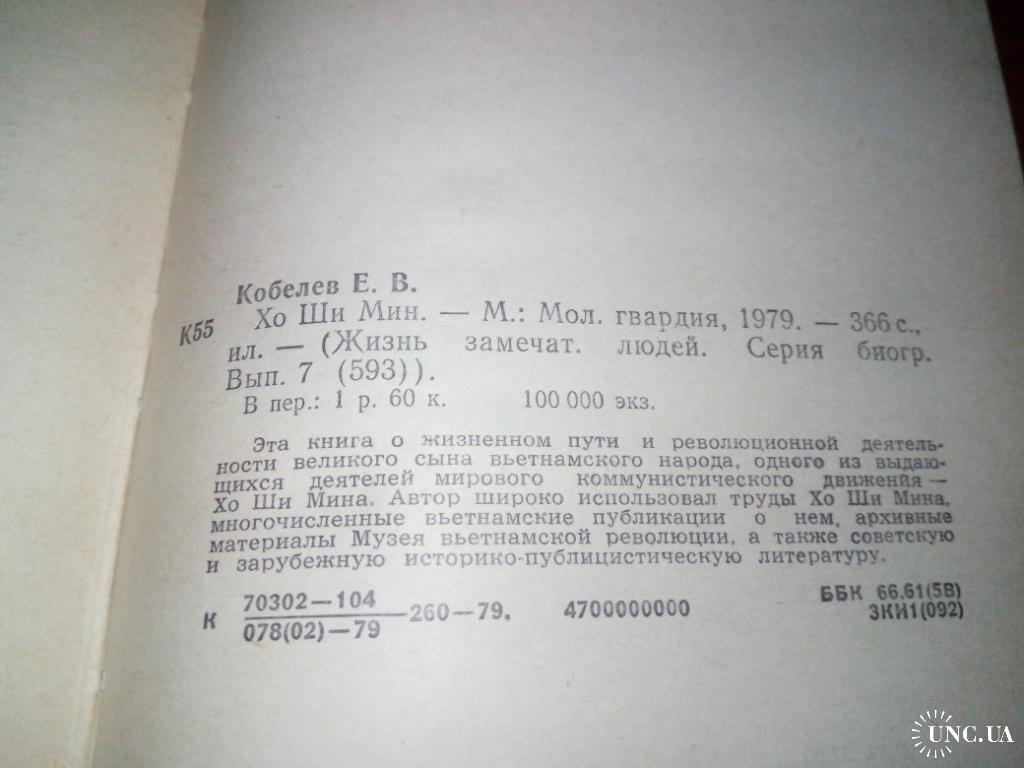 Кобелев Е. В.
К55
Хо Ши Мин. — М.: Мол. гвардия, 1979. — 366 с.,
ил. — (Жизнь замечат. людей. Серия биогр.
Вып. 7 (593)).
В пер.: 1 р. 60 к. 100 000 экз.
Эта книга о жизненном пути и революционной деятель-
ности великого сына вьетнамского народа, одного из выдаю-
щихся деятелей мирового коммунистического движения —
Хо Ши Мина. Автор широко использовал труды Хо Ши Мина,
многочисленные вьетнамские публикации о нем, архивные
материалы Музея вьетнамской революции, а также советскую
и зарубежную историко-публицистическую литературу.
К 70302—104
078(02)—79
—260—79. 4700000000
ББК 66.61(5В)
3КИ1(092)
UNC.UA